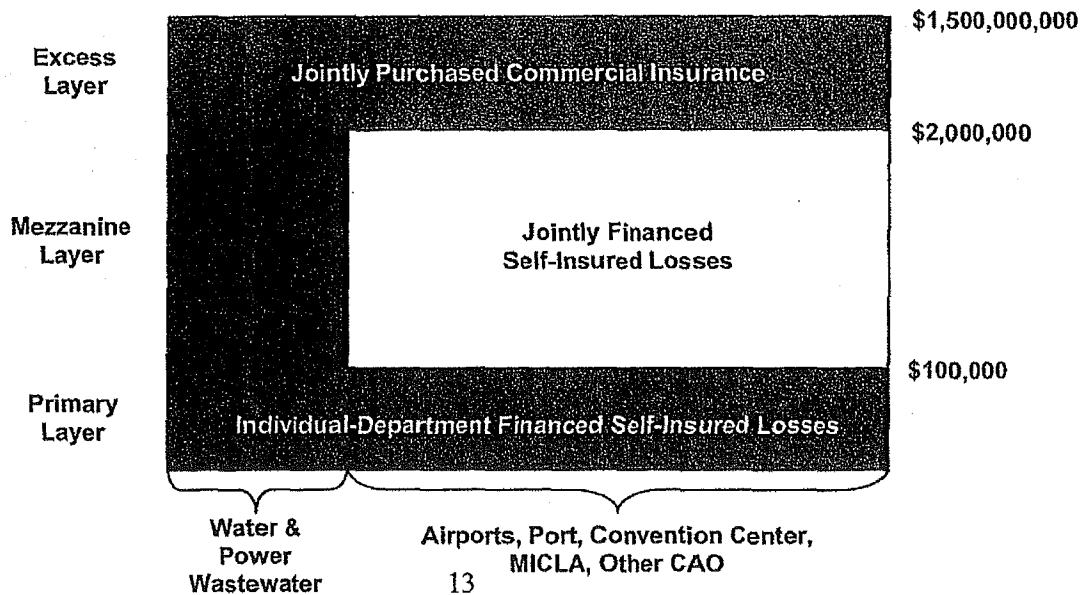 $1,500,000,000
Excess
Layer
Jointly Purchased Commercial Insurance
$2,000,000
Mezzanine
Layer
Jointly Financed
Self-Insured Losses
$100,000
Primary
Layer
Individual-Department Financed Self-Insured Losses
Water &
Power
Wastewater
Airports, Port, Convention Center,
MICLA, Other CAO
13